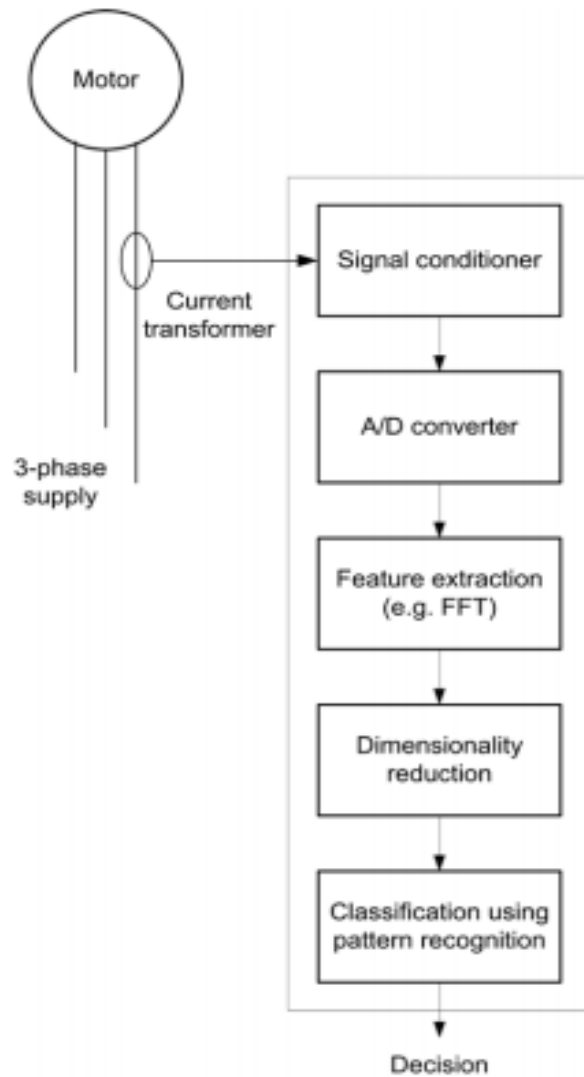 Motor
Signal conditioner
Current
transformer
A/D converter
3-phase
supply
Feature extraction
(e.g. FFT)
Dimensionality
reduction
Classification using
pattern recognition
Decision